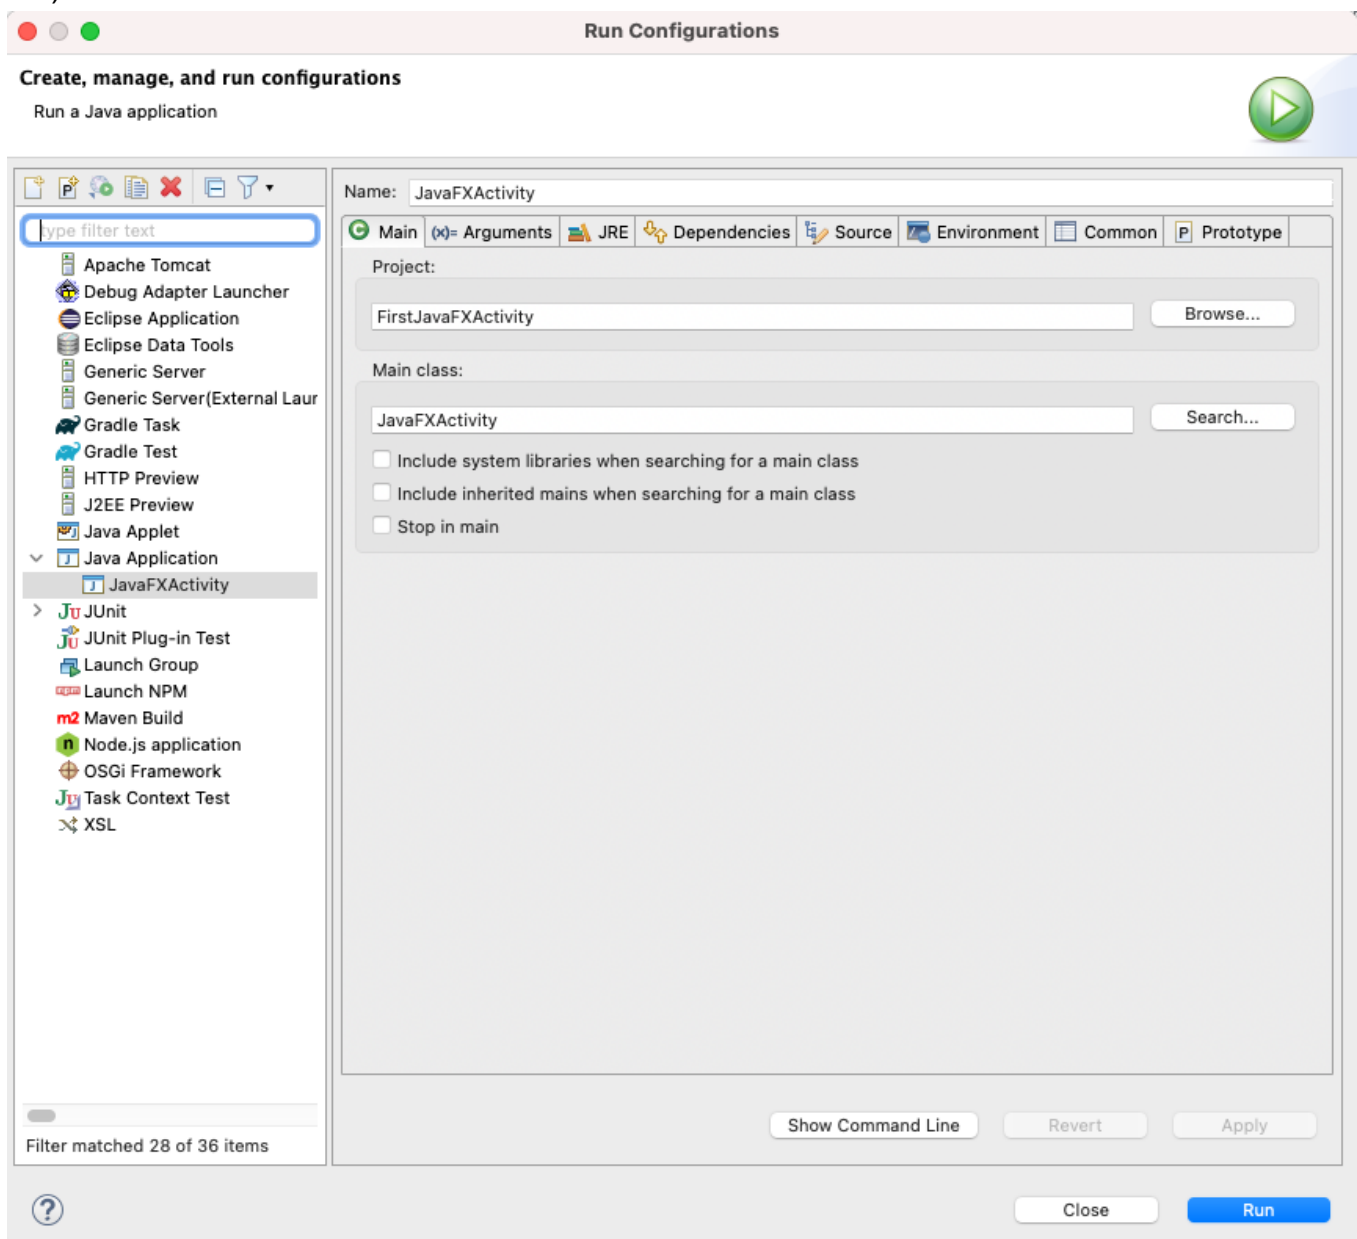 Run Configurations
Create, manage, and run configurations
Run a Java application
Name: JavaFXActivity
type filter text
Main (x)= Arguments JRE Dependencies Source Environment Common P Prototype
Project:
FirstJavaFXActivity Browse...
Main class:
JavaFXActivity Search...
Include system libraries when searching for a main class
Include inherited mains when searching for a main class
Stop in main
Apache Tomcat
Debug Adapter Launcher
Eclipse Application
Eclipse Data Tools
Generic Server
Generic Server(External Laur
Gradle Task
Gradle Test
HTTP Preview
J2EE Preview
Java Applet
Java Application
JavaFXActivity
Ju JUnit
JUnit Plug-in Test
Launch Group
Launch NPM
m2 Maven Build
n Node.js application
OSGi Framework
Task Context Test
XSL
Filter matched 28 of 36 items
Show Command Line Revert Apply
? Close Run